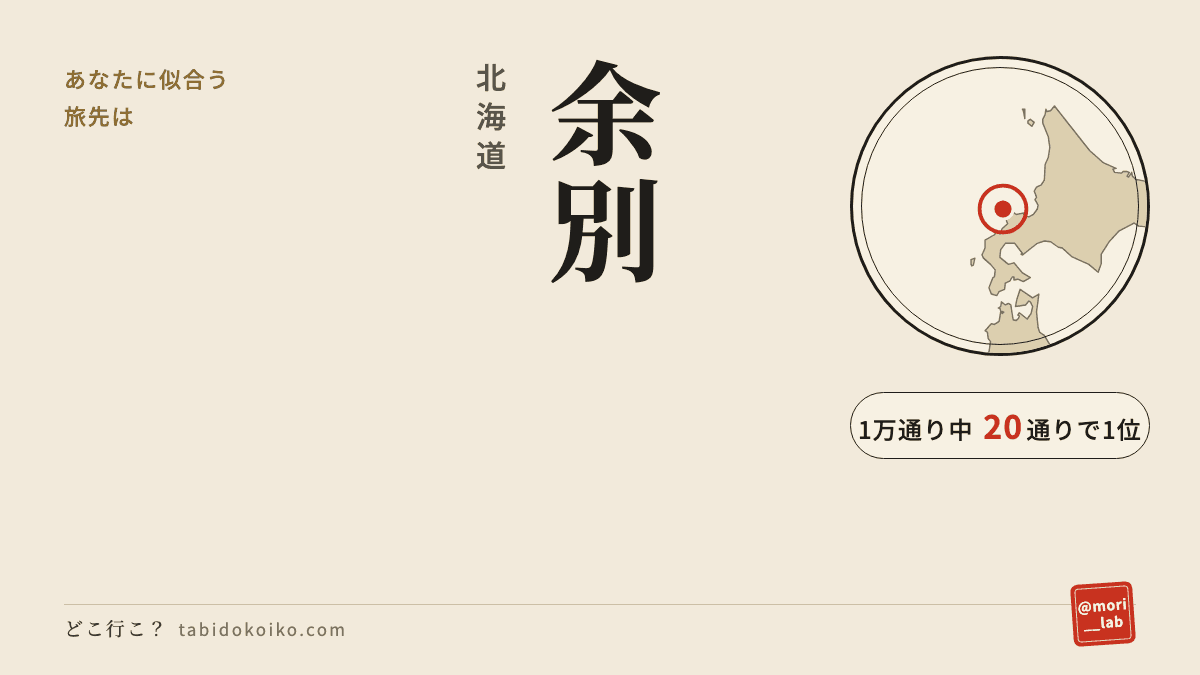 あなたに似合う
旅先は
北海道
余別
1万通り中 20通りで1位
どこ行こ？ tabidokoiko.com
@mori
__lab